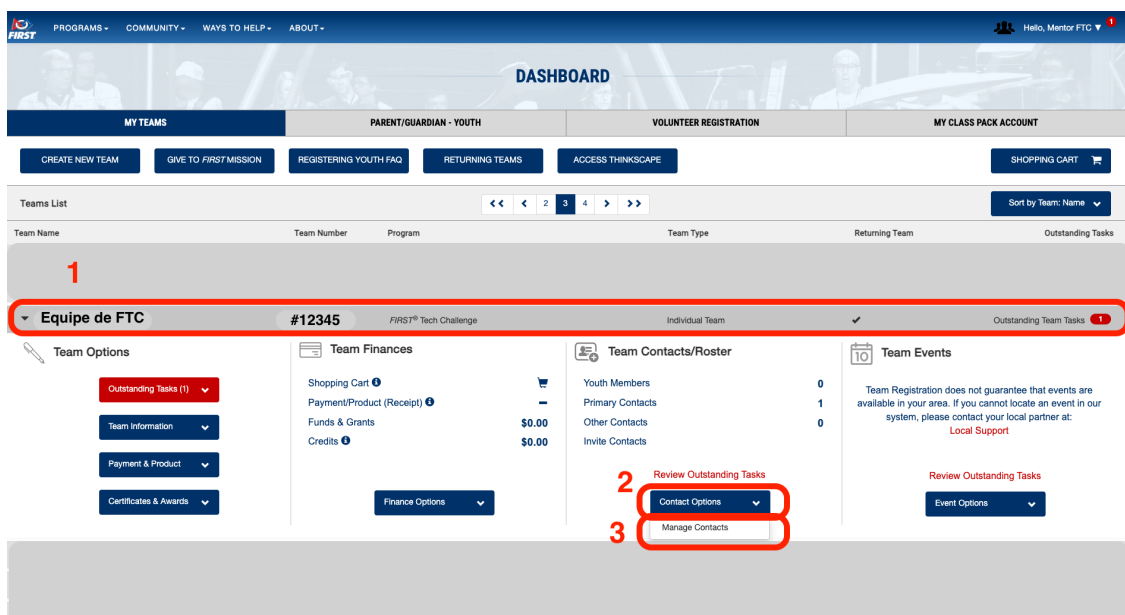 FIRST PROGRAMS COMMUNITY WAYS TO HELP ABOUT Hello, Mentor FTC ▼ 1
DASHBOARD
MY TEAMS PARENT/GUARDIAN - YOUTH VOLUNTEER REGISTRATION MY CLASS PACK ACCOUNT
CREATE NEW TEAM GIVE TO FIRST MISSION REGISTERING YOUTH FAQ RETURNING TEAMS ACCESS THINKSCAPE SHOPPING CART
Teams List << < 2 3 4 > >> Sort by Team: Name
Team Name Team Number Program Team Type Returning Team Outstanding Tasks
1
Equipe de FTC #12345 FIRST® Tech Challenge Individual Team ✔ Outstanding Team Tasks 1
Team Options
Outstanding Tasks (1)
Team Information
Payment & Product
Certificates & Awards
Team Finances
Shopping Cart
Payment/Product (Receipt) –
Funds & Grants $0.00
Credits $0.00
Finance Options
Team Contacts/Roster
Youth Members 0
Primary Contacts 1
Other Contacts 0
Invite Contacts
Review Outstanding Tasks
2 Contact Options
3 Manage Contacts
10 Team Events
Team Registration does not guarantee that events are
available in your area. If you cannot locate an event in our
system, please contact your local partner at:
Local Support
Review Outstanding Tasks
Event Options